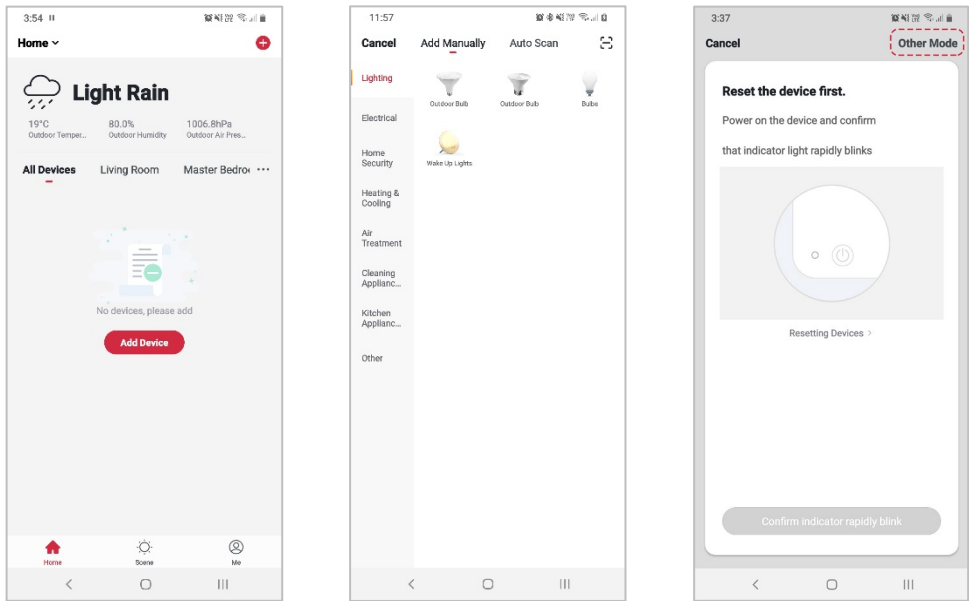 3:54
Home
Light Rain
19°C
80.0%
1006.8hPa
Outdoor Temper...
Outdoor Humidity
Outdoor Air Pres...
All Devices
Living Room
Master Bedro
No devices, please add
Add Device
Home
Scene
Me
11:57
Cancel
Add Manually
Auto Scan
Lighting
Outdoor Bulb
Outdoor Bulb
Bulbs
Electrical
Home
Security
Wake Up Lights
Heating &
Cooling
Air
Treatment
Cleaning
Applianc...
Kitchen
Applianc...
Other
3:37
Cancel
Other Mode
Reset the device first.
Power on the device and confirm
that indicator light rapidly blinks
Resetting Devices >
Confirm indicator rapidly blink